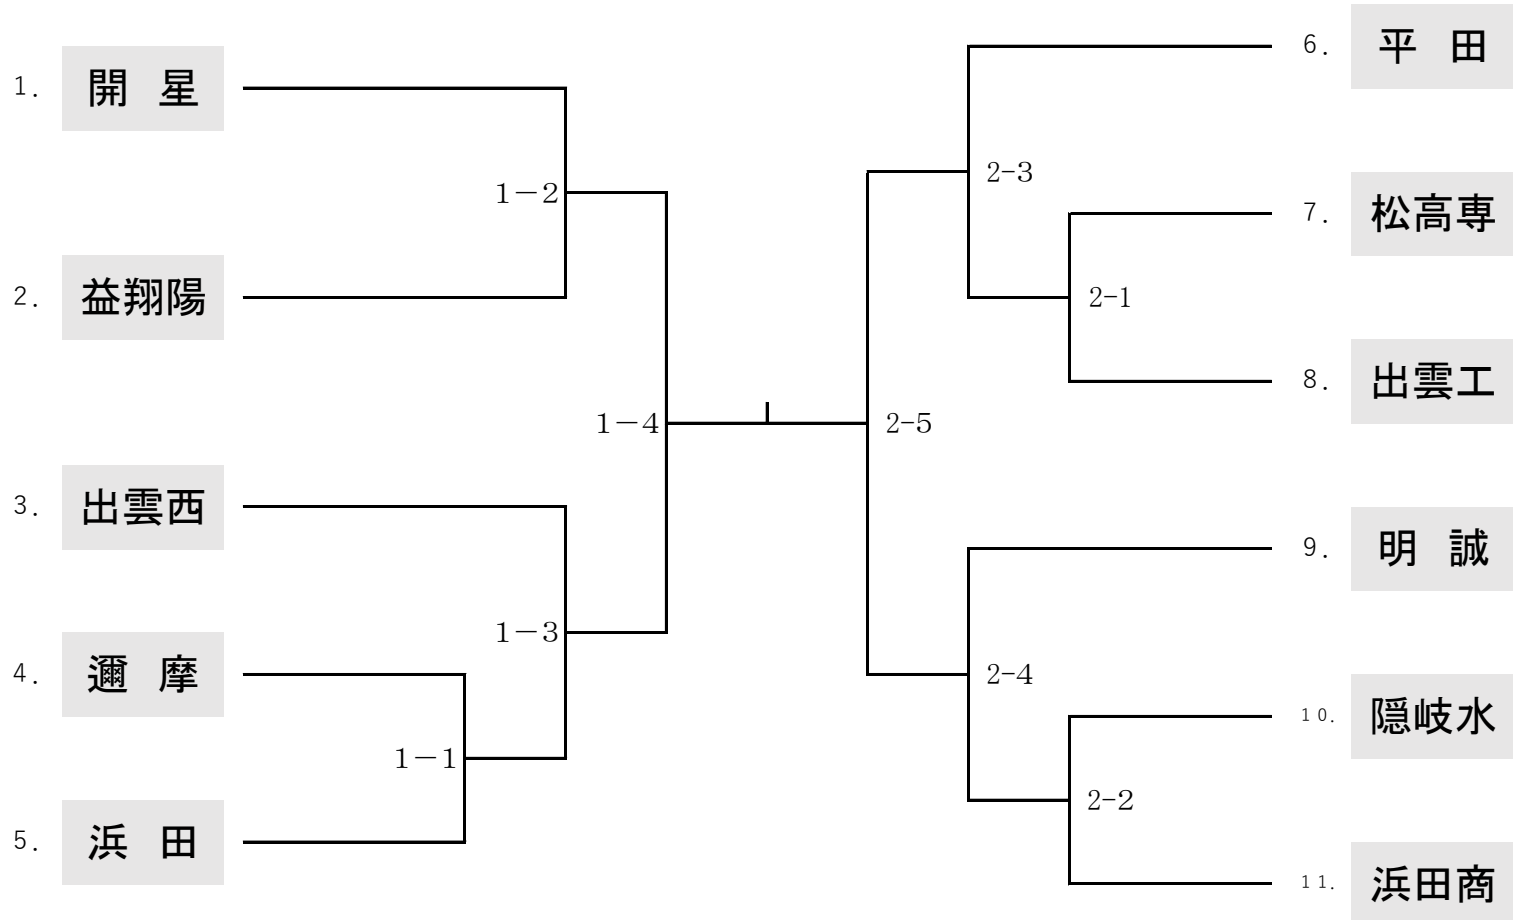 1. 開 星
2. 益翔陽
3. 出雲西
4. 邇 摩
5. 浜 田
1－2
1－3
1－1
1－4
2-5
2-3
2-1
2-4
2-2
6. 平 田
7. 松高専
8. 出雲工
9. 明 誠
10. 隠岐水
11. 浜田商